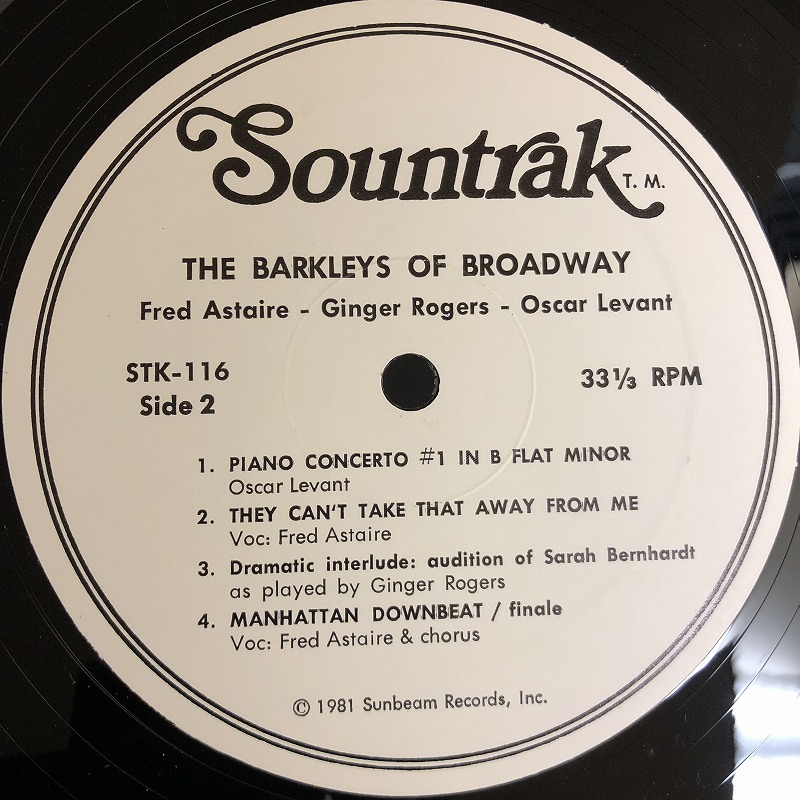 Sountrak T. M.
THE BARKLEYS OF BROADWAY
Fred Astaire - Ginger Rogers - Oscar Levant
STK-116
Side 2
33⅓ RPM
1. PIANO CONCERTO #1 IN B FLAT MINOR
Oscar Levant
2. THEY CAN'T TAKE THAT AWAY FROM ME
Voc: Fred Astaire
3. Dramatic interlude: audition of Sarah Bernhardt
as played by Ginger Rogers
4. MANHATTAN DOWNBEAT / finale
Voc: Fred Astaire & chorus
© 1981 Sunbeam Records, Inc.